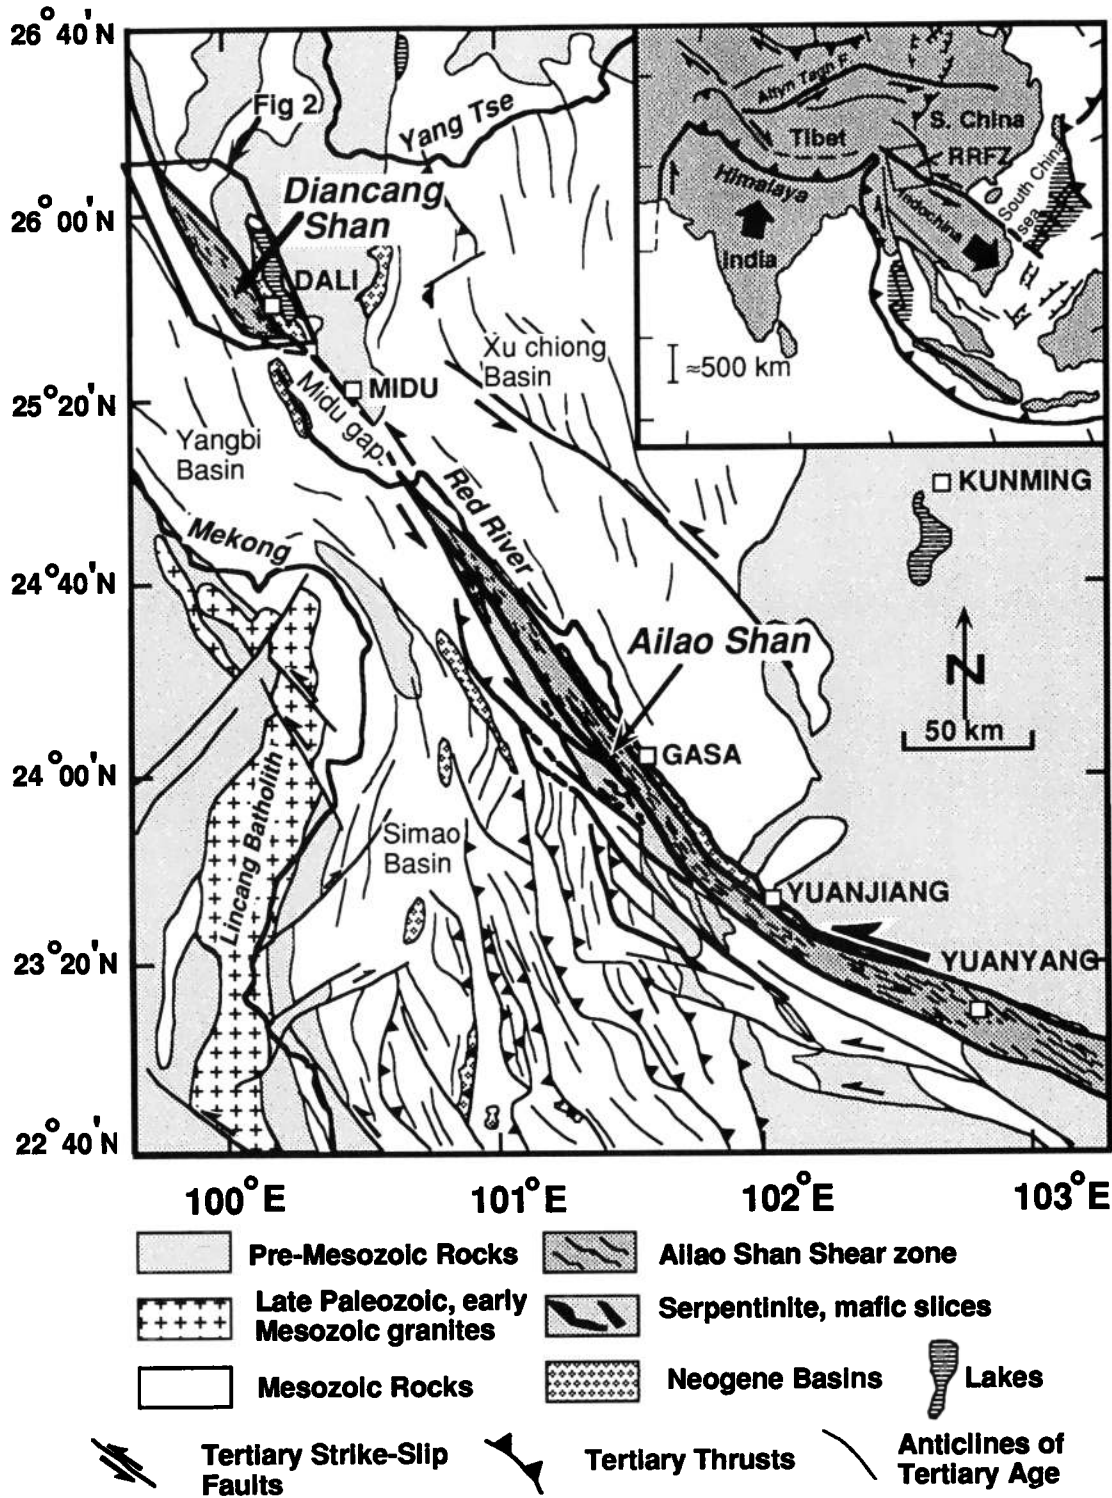 26°40'N
26°00'N
25°20'N
24°40'N
24°00'N
23°20'N
22°40'N
100°E
101°E
102°E
103°E
Fig 2
Yang Tse
Diancang
Shan
DALI
Xu chiong
Basin
MIDU
Midu gap
Yangbi
Basin
Red River
Mekong
KUNMING
Ailao Shan
N
50 km
GASA
Simao
Basin
Lincang Batholith
YUANJIANG
YUANYANG
Altyn Tagh F.
Tibet
S. China
RRFZ
Himalaya
Indochina
South China
sea
India
≈500 km
Pre-Mesozoic Rocks
Ailao Shan Shear zone
Late Paleozoic, early
Mesozoic granites
Serpentinite, mafic slices
Mesozoic Rocks
Neogene Basins
Lakes
Tertiary Strike-Slip
Faults
Tertiary Thrusts
Anticlines of
Tertiary Age